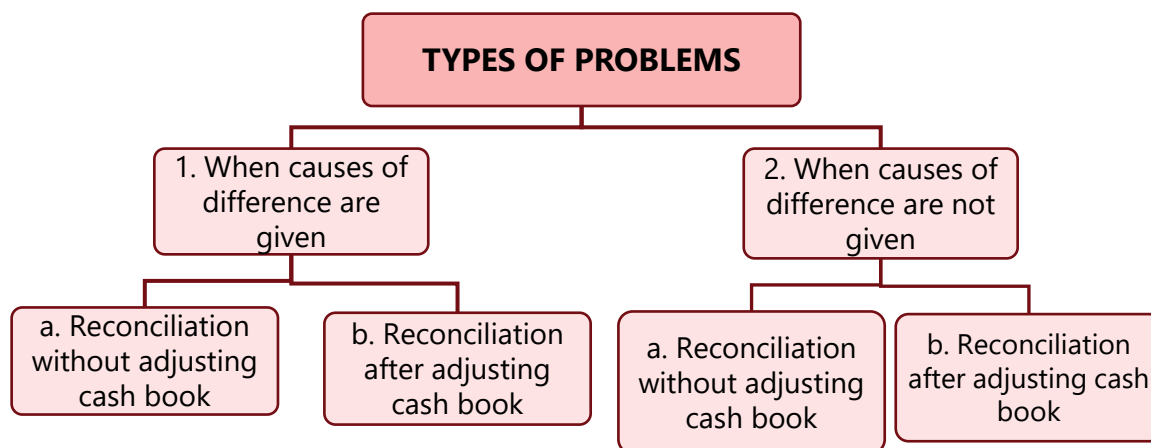 TYPES OF PROBLEMS
1. When causes of
difference are
given
2. When causes of
difference are not
given
a. Reconciliation
without adjusting
cash book
b. Reconciliation
after adjusting
cash book
a. Reconciliation
without adjusting
cash book
b. Reconciliation
after adjusting cash
book